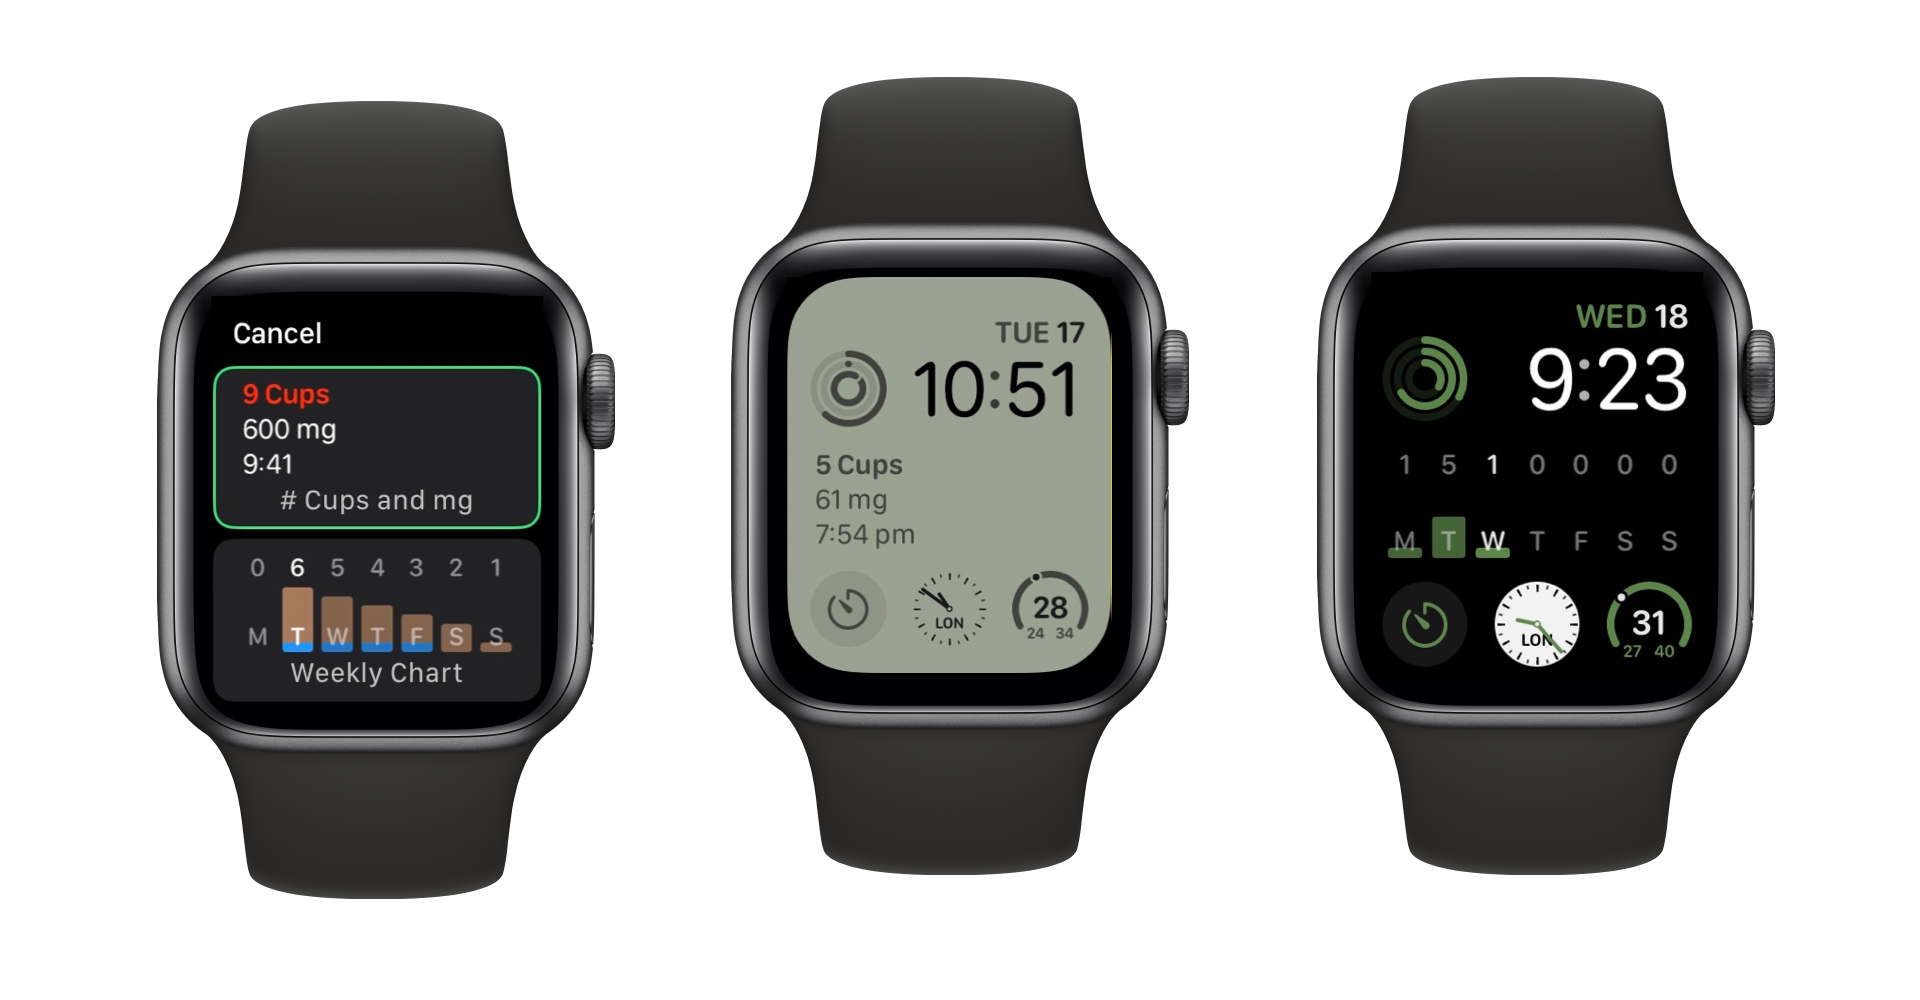 Cancel
9 Cups
600 mg
9:41
# Cups and mg
0 6 5 4 3 2 1
M T W T F S S
Weekly Chart
TUE 17
10:51
5 Cups
61 mg
7:54 pm
LON
28
24 34
WED 18
9:23
1 5 1 0 0 0 0
M T W T F S S
LON
31
27 40